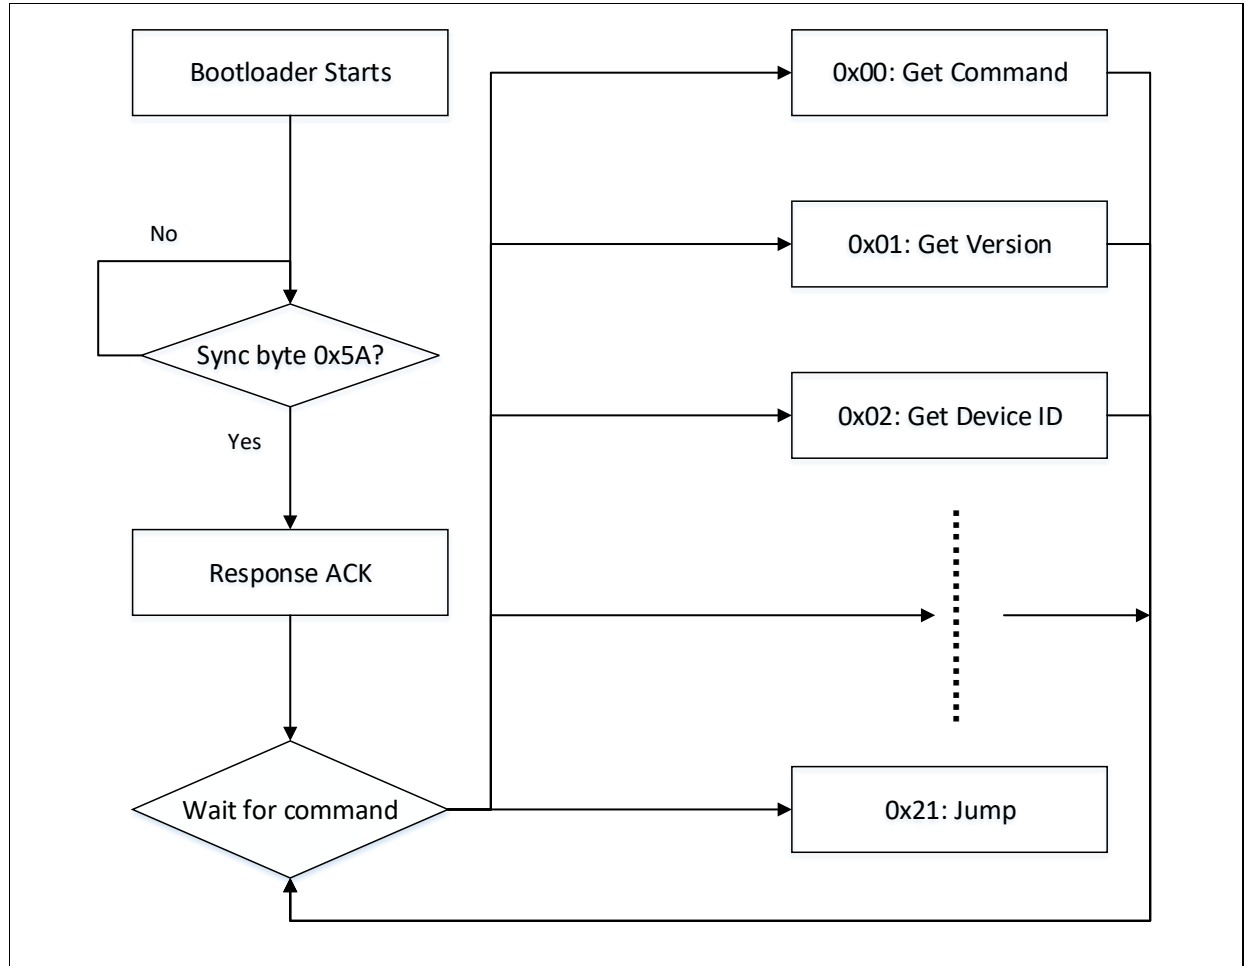 Bootloader Starts
No
Sync byte 0x5A?
Yes
Response ACK
Wait for command
0x00: Get Command
0x01: Get Version
0x02: Get Device ID
0x21: Jump